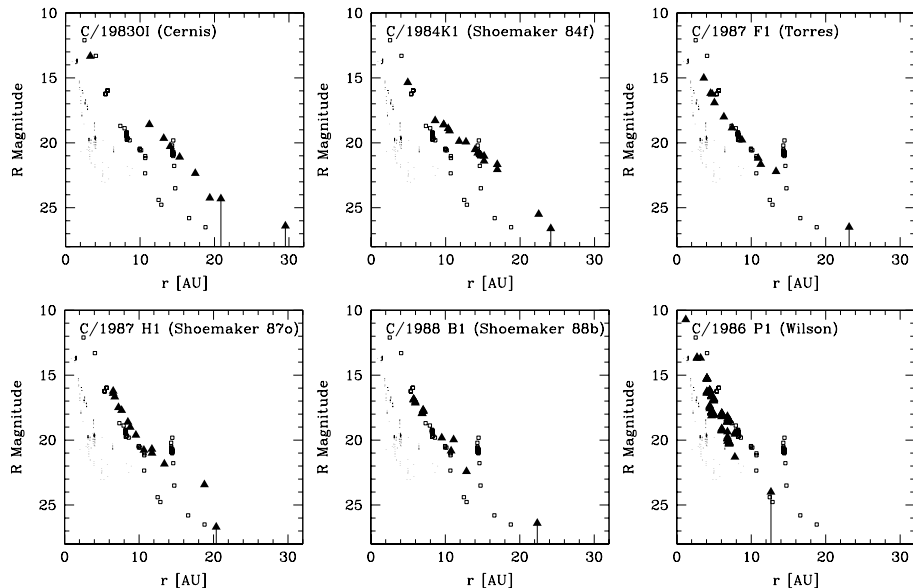 C/1983OI (Cernis)
C/1984K1 (Shoemaker 84f)
C/1987 F1 (Torres)
10
15
20
25
R Magnitude
0 10 20 30
r [AU]
10
15
20
25
R Magnitude
0 10 20 30
r [AU]
10
15
20
25
R Magnitude
0 10 20 30
r [AU]
C/1987 H1 (Shoemaker 87o)
C/1988 B1 (Shoemaker 88b)
C/1986 P1 (Wilson)
10
15
20
25
R Magnitude
0 10 20 30
r [AU]
10
15
20
25
R Magnitude
0 10 20 30
r [AU]
10
15
20
25
R Magnitude
0 10 20 30
r [AU]